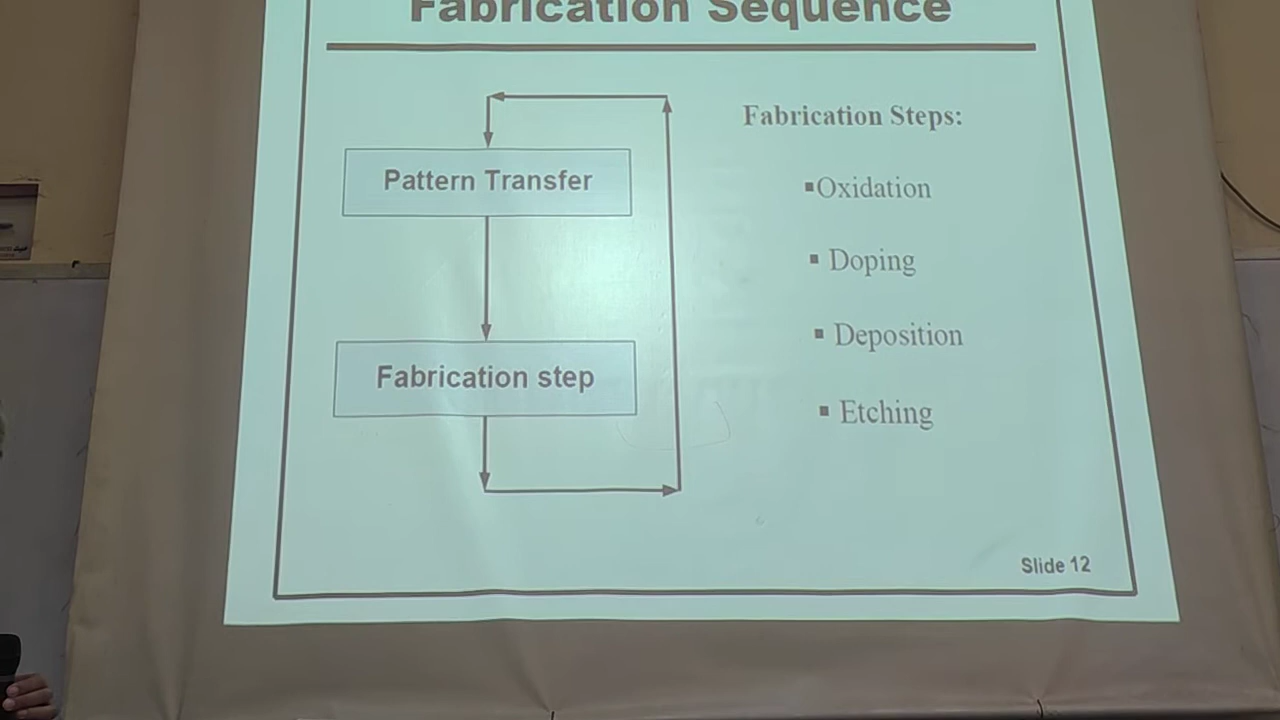 Fabrication Sequence
Pattern Transfer
Fabrication step
Fabrication Steps:
▪Oxidation
▪ Doping
▪ Deposition
▪ Etching
Slide 12